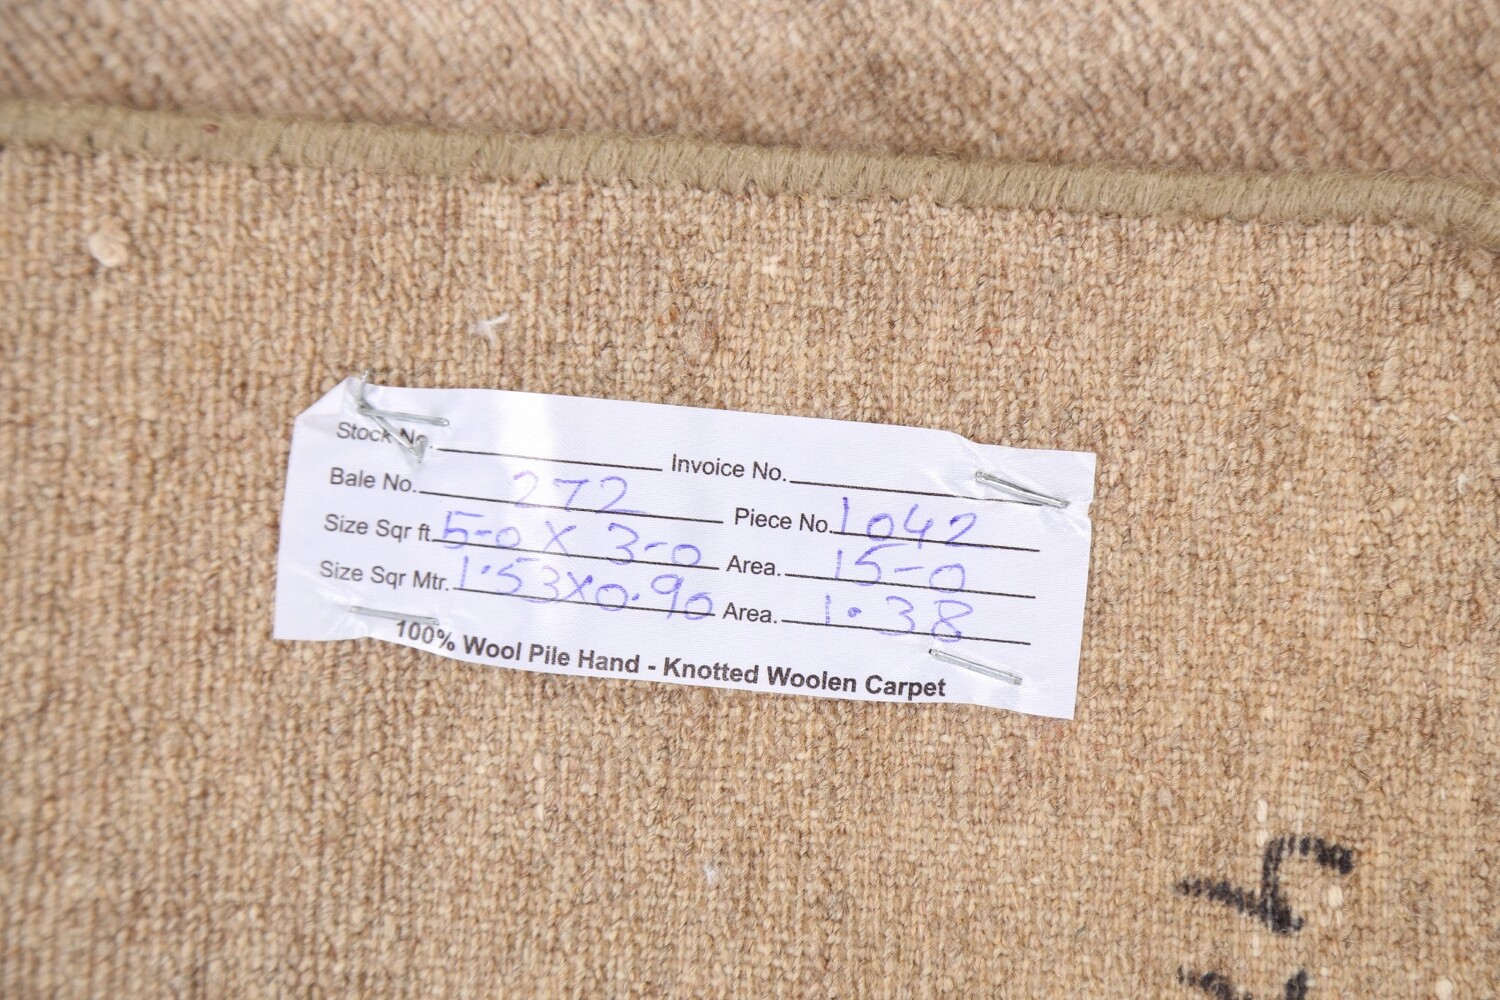 Stock No. Invoice No.
Bale No. 272 Piece No. 1042
Size Sqr ft. 5-0 X 3-0 Area. 15-0
Size Sqr Mtr. 1.53X0.90 Area. 1.38
100% Wool Pile Hand - Knotted Woolen Carpet